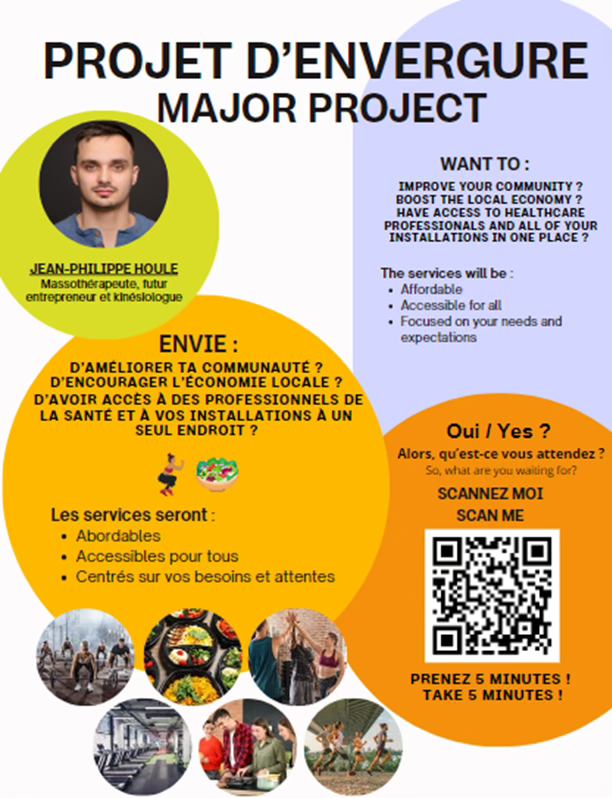 PROJET D'ENVERGURE
MAJOR PROJECT
JEAN-PHILIPPE HOULE
Massothérapeute, futur
entrepreneur et kinésiologue
WANT TO :
IMPROVE YOUR COMMUNITY ?
BOOST THE LOCAL ECONOMY ?
HAVE ACCESS TO HEALTHCARE
PROFESSIONALS AND ALL OF YOUR
INSTALLATIONS IN ONE PLACE ?
The services will be :
• Affordable
• Accessible for all
• Focused on your needs and
expectations
ENVIE :
D'AMÉLIORER TA COMMUNAUTÉ ?
D'ENCOURAGER L'ÉCONOMIE LOCALE ?
D'AVOIR ACCÈS À DES PROFESSIONNELS DE
LA SANTÉ ET À VOS INSTALLATIONS À UN
SEUL ENDROIT ?
Les services seront :
• Abordables
• Accessibles pour tous
• Centrés sur vos besoins et attentes
Oui / Yes ?
Alors, qu'est-ce vous attendez ?
So, what are you waiting for?
SCANNEZ MOI
SCAN ME
PRENEZ 5 MINUTES !
TAKE 5 MINUTES !